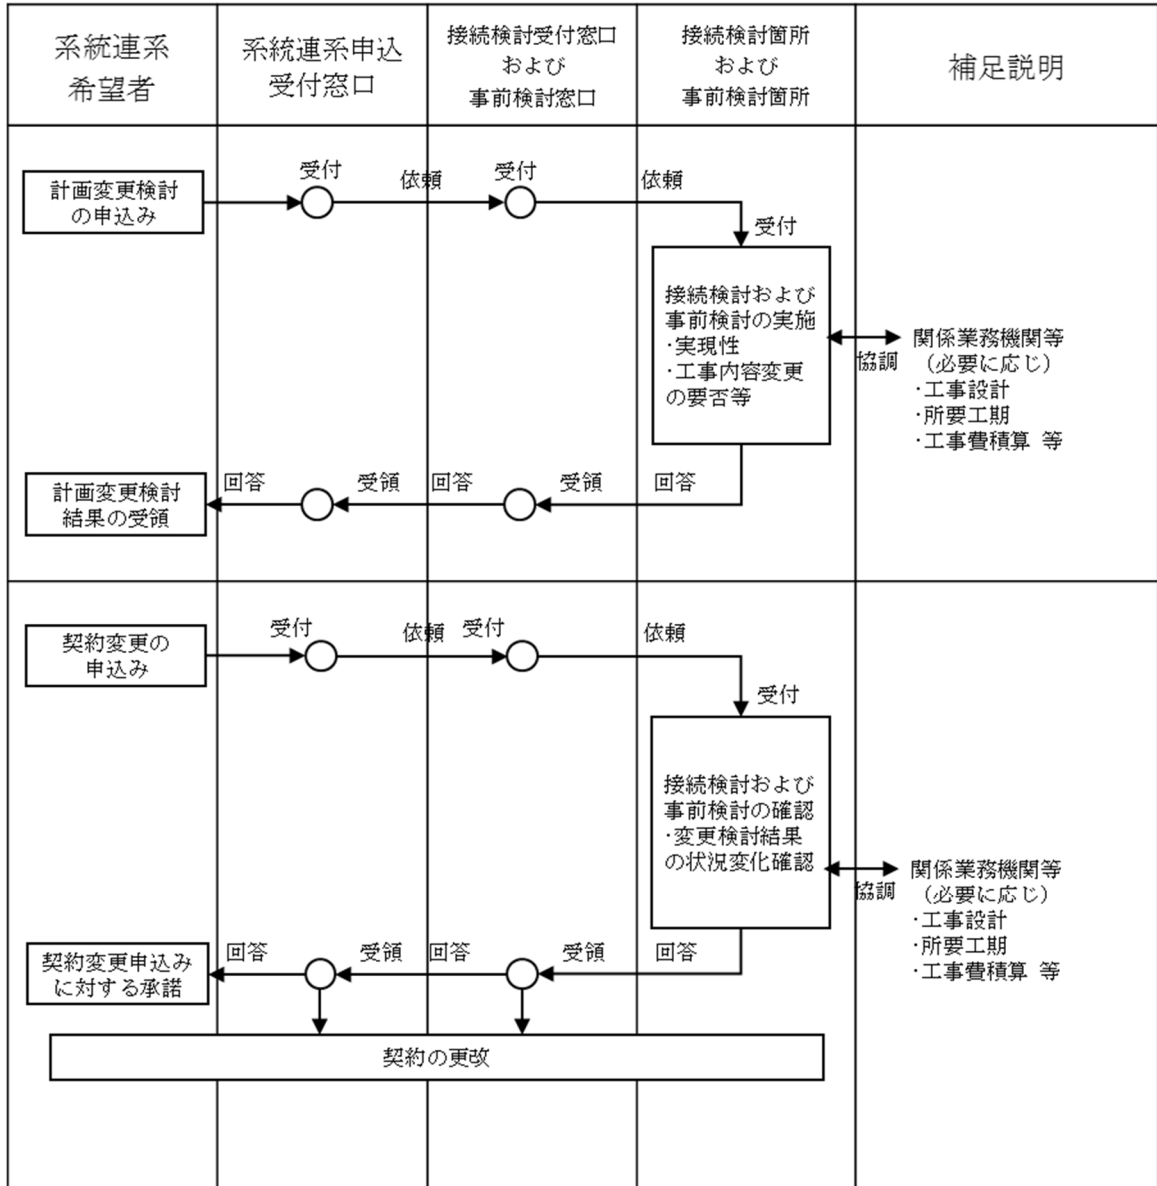 系統連系
希望者
系統連系申込
受付窓口
接続検討受付窓口
および
事前検討窓口
接続検討箇所
および
事前検討箇所
補足説明
計画変更検討
の申込み
受付
依頼
受付
依頼
受付
接続検討および
事前検討の実施
・実現性
・工事内容変更
の要否等
協調
関係業務機関等
（必要に応じ）
・工事設計
・所要工期
・工事費積算 等
計画変更検討
結果の受領
回答
受領
回答
受領
回答
契約変更の
申込み
受付
依頼
受付
依頼
受付
接続検討および
事前検討の確認
・変更検討結果
の状況変化確認
協調
関係業務機関等
（必要に応じ）
・工事設計
・所要工期
・工事費積算 等
契約変更申込み
に対する承諾
回答
受領
回答
受領
回答
契約の更改